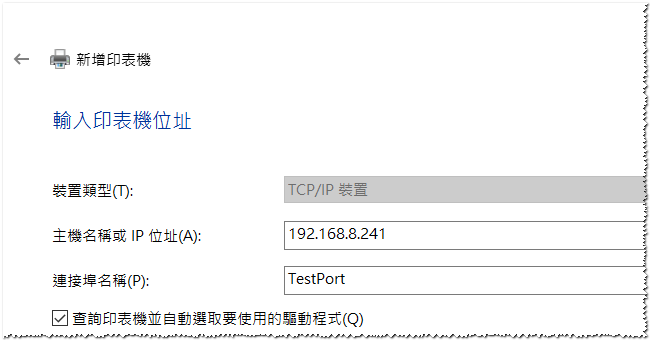 新增印表機
輸入印表機位址
裝置類型(T): TCP/IP 裝置
主機名稱或 IP 位址(A): 192.168.8.241
連接埠名稱(P): TestPort
查詢印表機並自動選取要使用的驅動程式(Q)